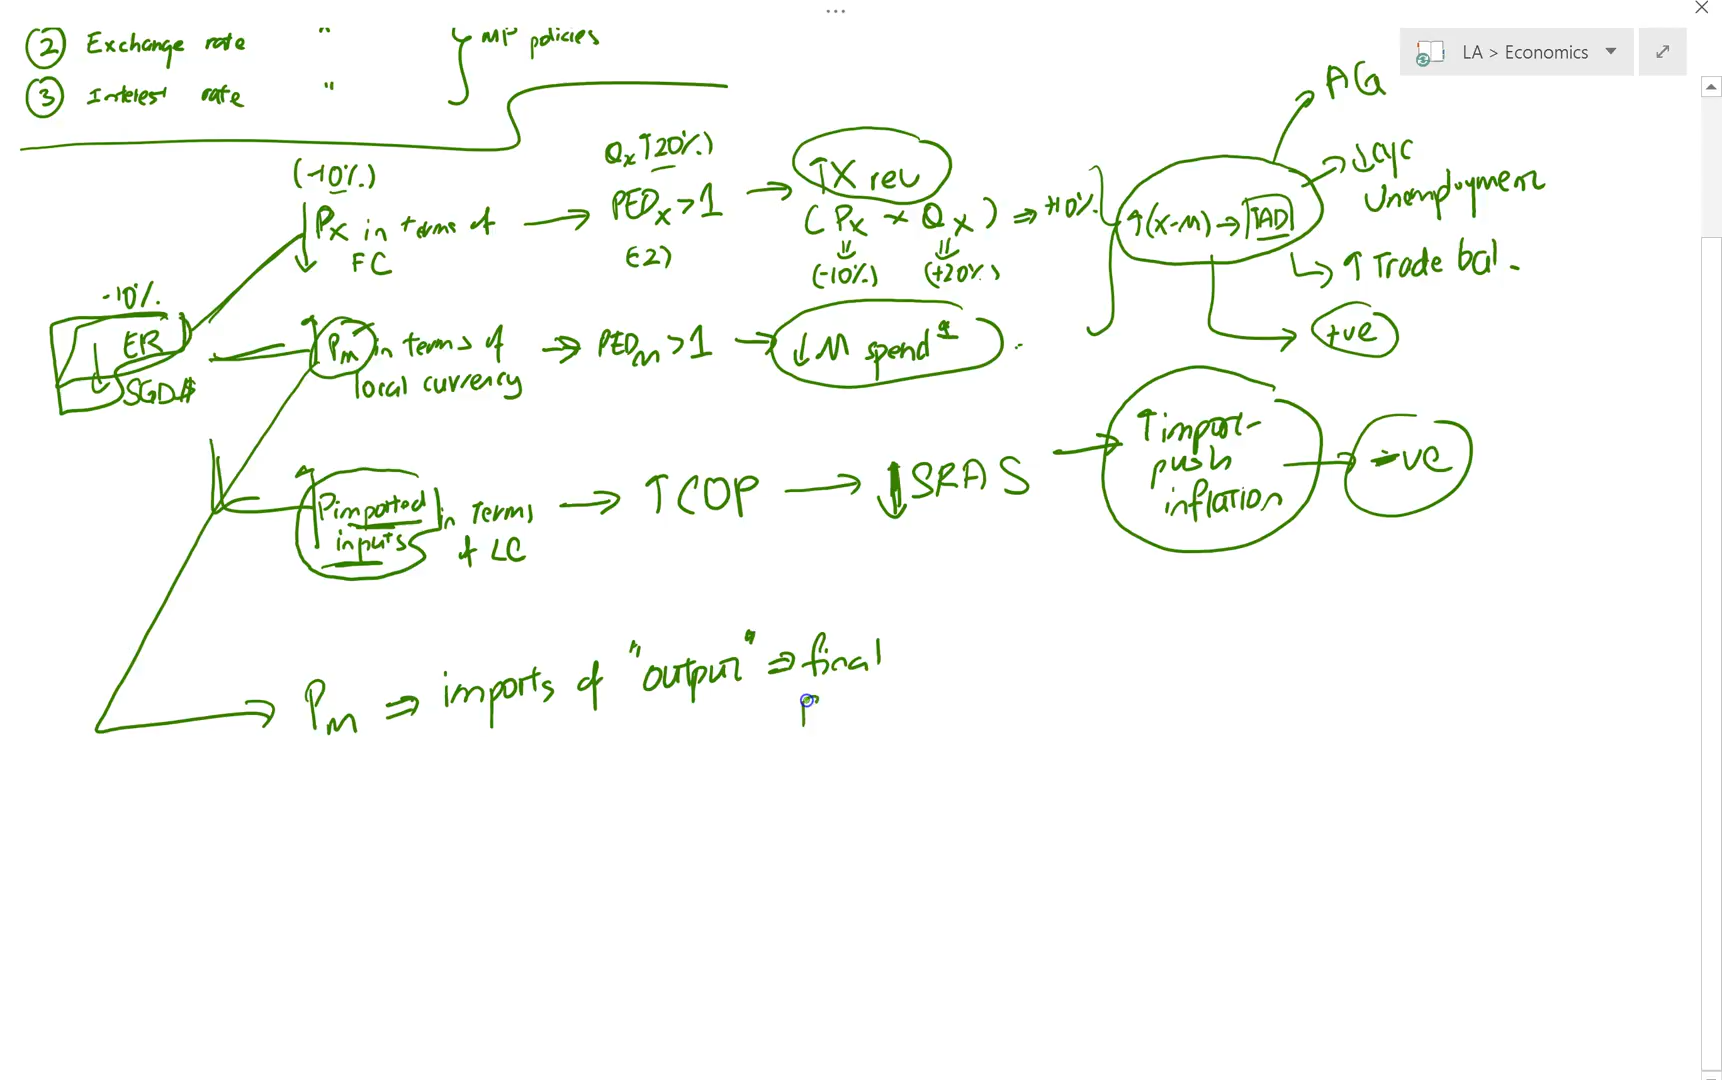 ② Exchange rate "
③ Interest rate "
MP policies
LA > Economics
AG
↓cyc
Unemployment
(-10%)
Qx ↑20%)
↑X rev
↓ Px in terms of
FC
→ PEDx > 1 →
(2)
(Px × Qx) ⇒ +10%
(-10%) (+20%)
↑(X-M) → ↑AD
↑ Trade bal.
+ve
-10%
ER
↓ SGD$
↑ Pm in terms of
local currency
→ PEDm > 1 → ↓ M spend
↑ Pimported
inputs
in terms
of LC
→ ↑COP → ↓ SRAS →
↑ import-
push
inflation
→ -ve
→ Pm ⇒ imports of "output" ⇒ final
P